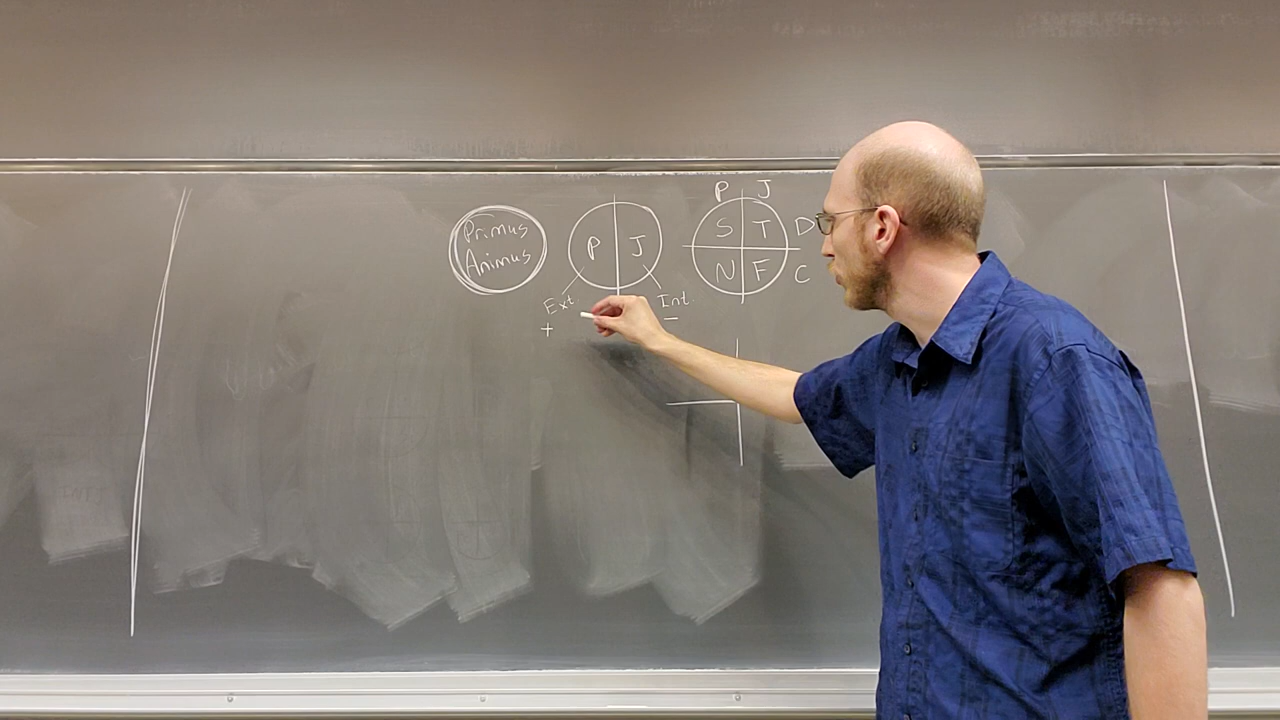 Primus
Animus
P J
Ext.
+
Int.
−
P J
S T D
N F C